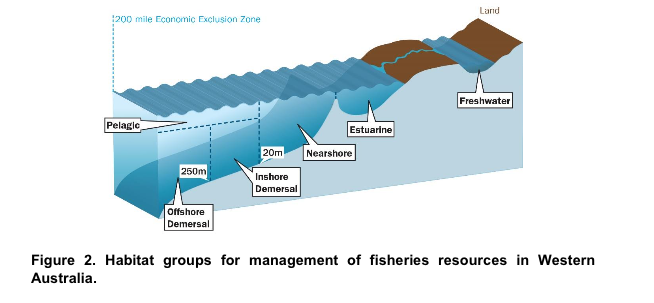 Land
200 mile Economic Exclusion Zone
Freshwater
Pelagic
Estuarine
20m
Nearshore
250m
Inshore
Demersal
Offshore
Demersal
Figure 2. Habitat groups for management of fisheries resources in Western
Australia.